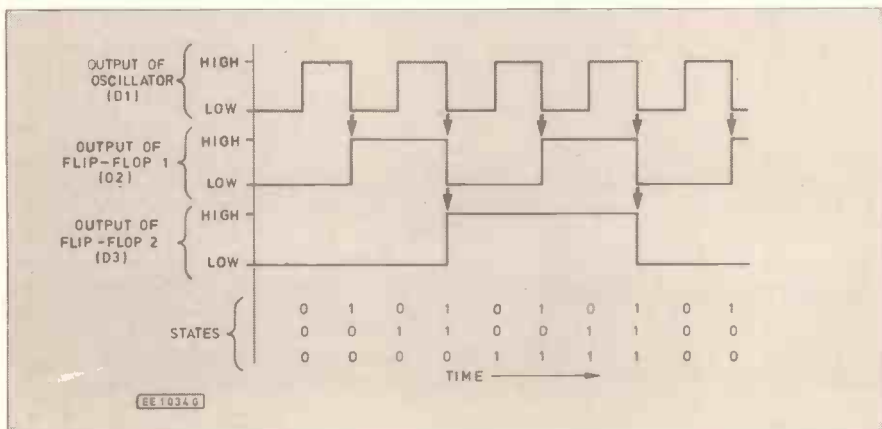 OUTPUT OF
OSCILLATOR
(D1)
HIGH
LOW
OUTPUT OF
FLIP-FLOP 1
(D2)
HIGH
LOW
OUTPUT OF
FLIP-FLOP 2
(D3)
HIGH
LOW
STATES
0 1 0 1 0 1 0 1 0 1
0 0 1 1 0 0 1 1 0 0
0 0 0 0 1 1 1 1 0 0
TIME
EE1034G